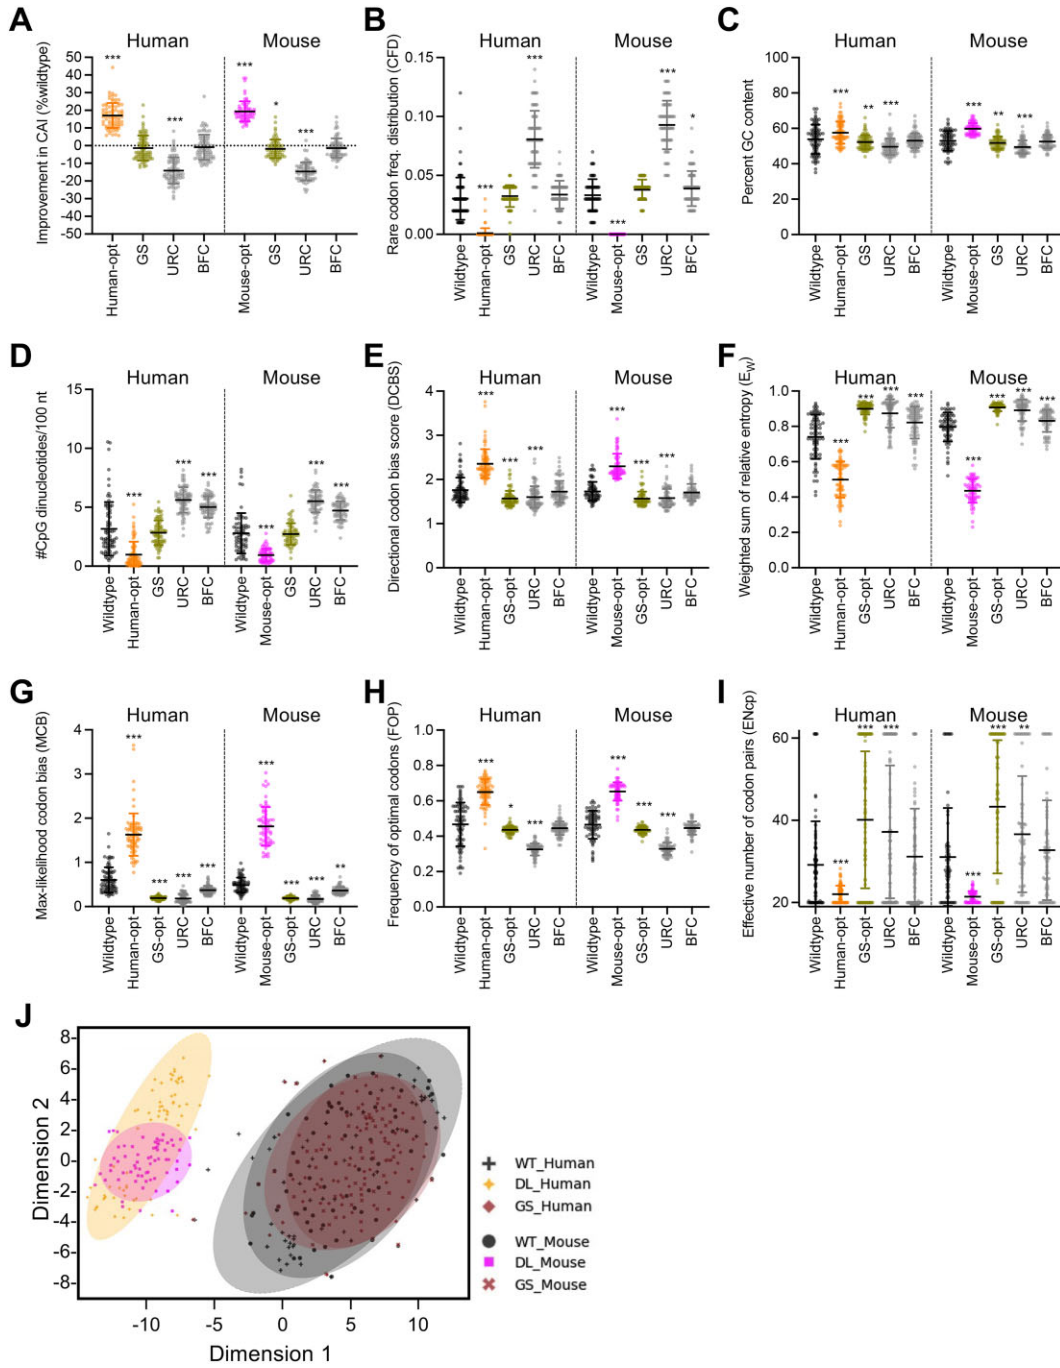 A
Human
Mouse
Improvement in CAI (%wildtype)
50
40
30
20
10
0
-10
-20
-30
-40
-50
***
***
***
*
***
Human-opt
GS
URC
BFC
Mouse-opt
GS
URC
BFC
B
Human
Mouse
Rare codon freq. distribution (CFD)
0.15
0.10
0.05
0.00
***
***
***
***
*
Wildtype
Human-opt
GS
URC
BFC
Wildtype
Mouse-opt
GS
URC
BFC
C
Human
Mouse
Percent GC content
100
80
60
40
20
0
***
**
***
***
**
***
Wildtype
Human-opt
GS
URC
BFC
Wildtype
Mouse-opt
GS
URC
BFC
D
Human
Mouse
#CpG dinucleotides/100 nt
15
10
5
0
***
***
***
***
***
***
Wildtype
Human-opt
GS
URC
BFC
Wildtype
Mouse-opt
GS
URC
BFC
E
Human
Mouse
Directional codon bias score (DCBS)
4
3
2
1
0
***
***
***
***
***
***
Wildtype
Human-opt
GS-opt
URC
BFC
Wildtype
Mouse-opt
GS-opt
URC
BFC
F
Human
Mouse
Weighted sum of relative entropy (EW)
1.0
0.8
0.6
0.4
0.2
0.0
***
***
***
***
***
***
***
***
Wildtype
Human-opt
GS-opt
URC
BFC
Wildtype
Mouse-opt
GS-opt
URC
BFC
G
Human
Mouse
Max-likelihood codon bias (MCB)
4
3
2
1
0
***
***
***
***
***
***
***
**
Wildtype
Human-opt
GS-opt
URC
BFC
Wildtype
Mouse-opt
GS-opt
URC
BFC
H
Human
Mouse
Frequency of optimal codons (FOP)
1.0
0.8
0.6
0.4
0.2
0.0
***
*
***
***
***
***
Wildtype
Human-opt
GS-opt
URC
BFC
Wildtype
Mouse-opt
GS-opt
URC
BFC
I
Human
Mouse
Effective number of codon pairs (ENcp)
60
40
20
***
***
***
***
***
**
Wildtype
Human-opt
GS-opt
URC
BFC
Wildtype
Mouse-opt
GS-opt
URC
BFC
J
Dimension 2
8
6
4
2
0
-2
-4
-6
-8
-10
-5
0
5
10
Dimension 1
WT_Human
DL_Human
GS_Human
WT_Mouse
DL_Mouse
GS_Mouse